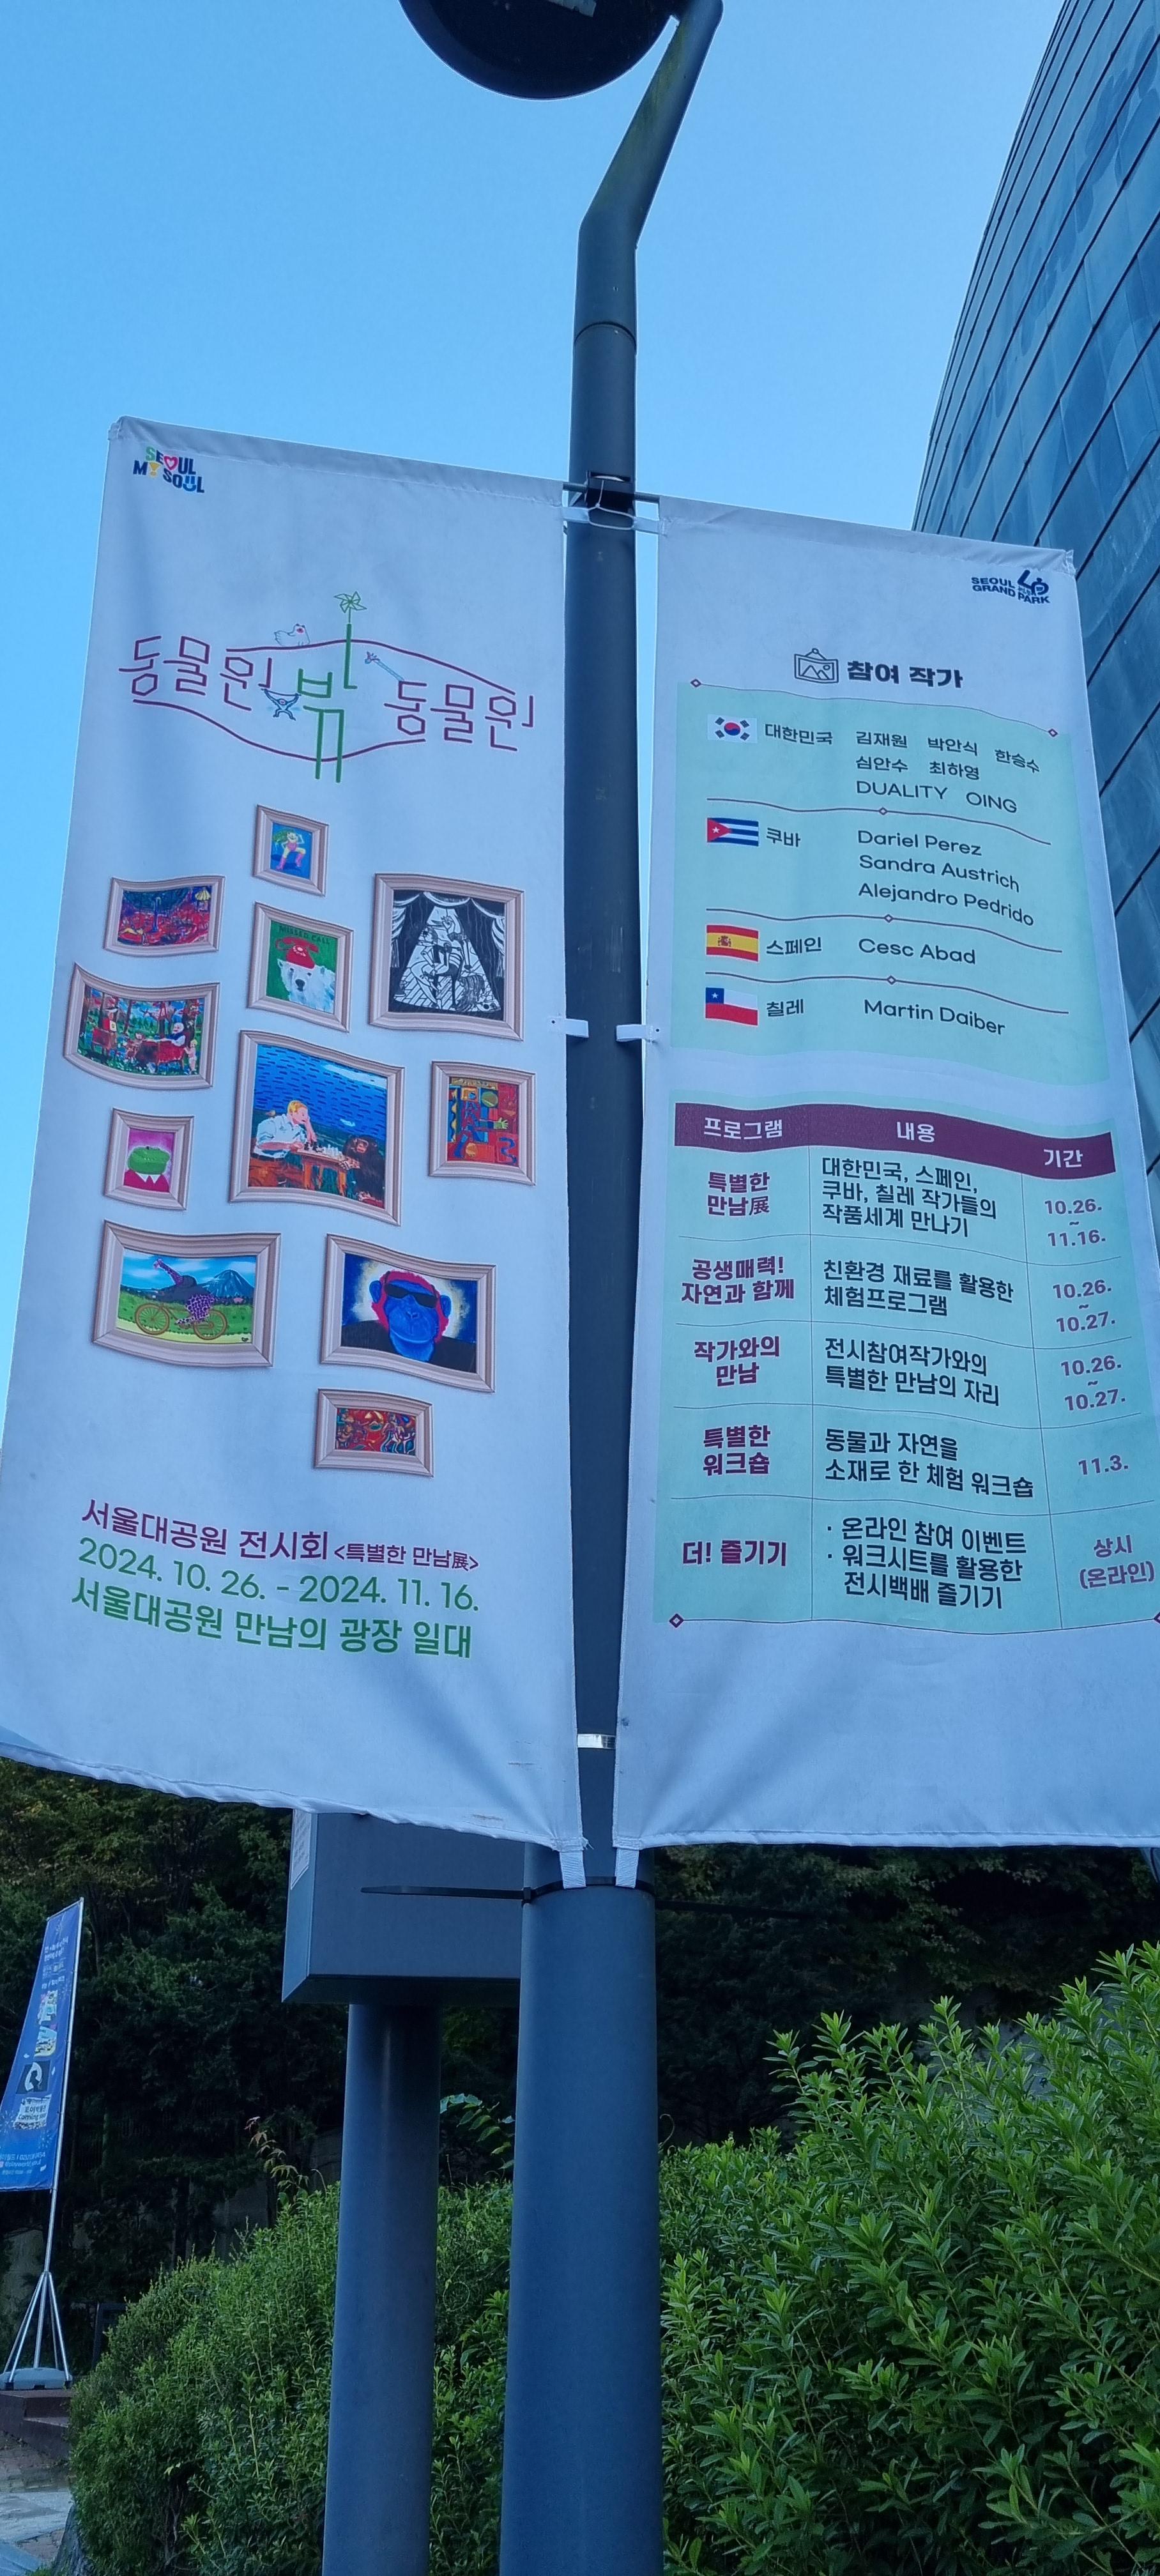 SEOUL
MY SOUL
동물원 밖 동물원
MISSED CALL
서울대공원 전시회 <특별한 만남展>
2024. 10. 26. - 2024. 11. 16.
서울대공원 만남의 광장 일대
SEOUL
GRAND PARK
참여 작가
대한민국 김재원 박안식 한승수
심안수 최하영
DUALITY OING
쿠바 Dariel Perez
Sandra Austrich
Alejandro Pedrido
스페인 Cesc Abad
칠레 Martin Daiber
프로그램 내용 기간
특별한
만남展
대한민국, 스페인,
쿠바, 칠레 작가들의
작품세계 만나기
10.26.
~
11.16.
공생매력!
자연과 함께
친환경 재료를 활용한
체험프로그램
10.26.
~
10.27.
작가와의
만남
전시참여작가와의
특별한 만남의 자리
10.26.
~
10.27.
특별한
워크숍
동물과 자연을
소재로 한 체험 워크숍
11.3.
더! 즐기기
· 온라인 참여 이벤트
· 워크시트를 활용한
전시백배 즐기기
상시
(온라인)